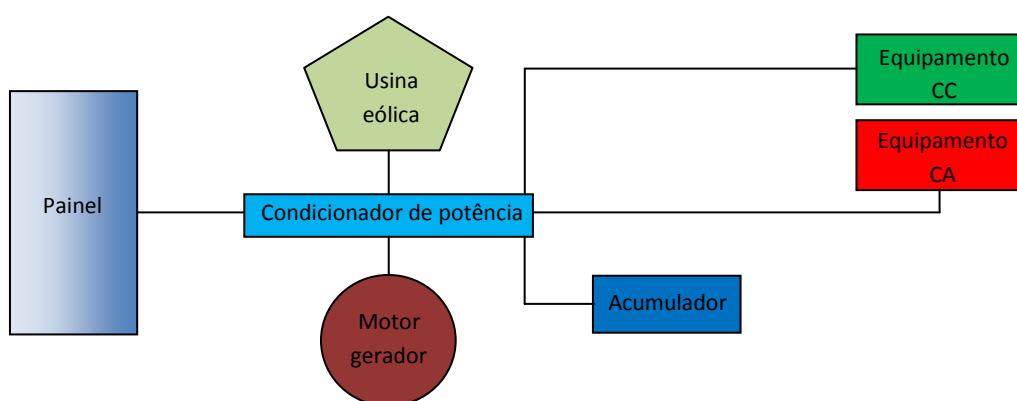 Usina
eólica
Equipamento
CC
Equipamento
CA
Painel
Condicionador de potência
Acumulador
Motor
gerador